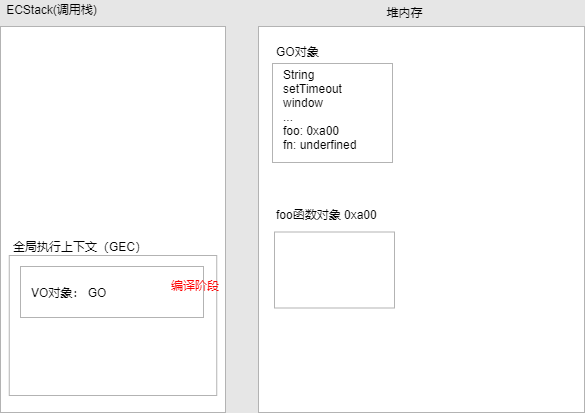 ECStack(调用栈)
堆内存
GO对象
String
setTimeout
window
...
foo: 0xa00
fn: underfined
foo函数对象 0xa00
全局执行上下文（GEC）
VO对象： GO
编译阶段